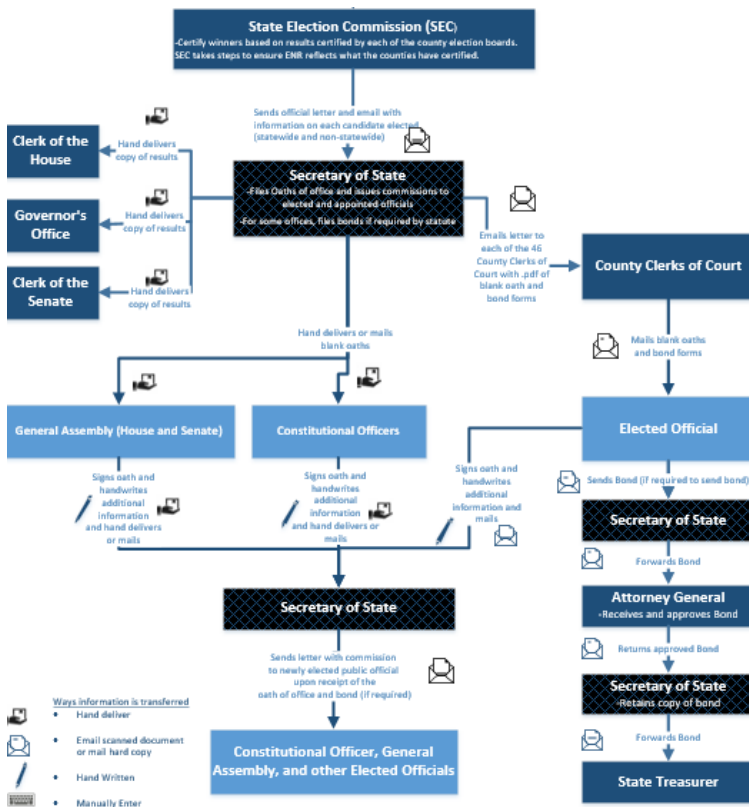 State Election Commission (SEC)
-Certify winners based on results certified by each of the county election boards.
SEC takes steps to ensure ENR reflects what the counties have certified.
Sends official letter and email with
information on each candidate elected
(statewide and non-statewide)
Clerk of the
House
Hand delivers
copy of results
Governor's
Office
Hand delivers
copy of results
Clerk of the
Senate
Hand delivers
copy of results
Secretary of State
-Files Oaths of office and issues commissions to
elected and appointed officials
-For some offices, files bonds if required by statute
Emails letter to
each of the 46
County Clerks of
Court with .pdf of
blank oath and
bond forms
County Clerks of Court
Hand delivers or mails
blank oaths
Mails blank oaths
and bond forms
General Assembly (House and Senate)
Constitutional Officers
Elected Official
Signs oath and
handwrites
additional
information
and hand delivers
or mails
Signs oath and
handwrites
additional
information
and hand delivers or
mails
Signs oath and
handwrites
additional
information and
mails
Sends Bond (if required to send bond)
Secretary of State
Forwards Bond
Attorney General
-Receives and approves Bond
Returns approved Bond
Secretary of State
-Retains copy of bond
Forwards Bond
State Treasurer
Secretary of State
Sends letter with commission
to newly elected public official
upon receipt of the
oath of office and bond (if required)
Constitutional Officer, General
Assembly, and other Elected Officials
Ways information is transferred
• Hand deliver
• Email scanned document
or mail hard copy
• Hand Written
• Manually Enter